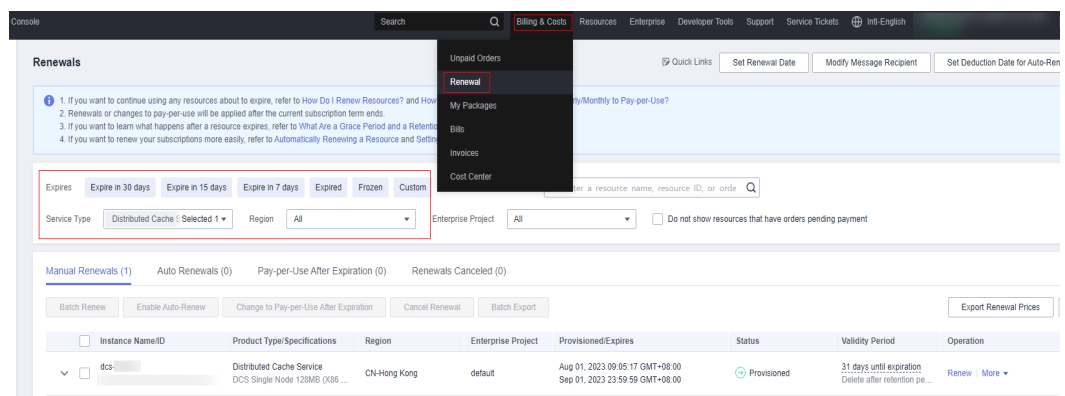 Console Search Billing & Costs Resources Enterprise Developer Tools Support Service Tickets Intl-English
Renewals
Unpaid Orders
Renewal
My Packages
Bills
Invoices
Cost Center
Quick Links Set Renewal Date Modify Message Recipient Set Deduction Date for Auto-Ren
1. If you want to continue using any resources about to expire, refer to How Do I Renew Resources? and How ly/Monthly to Pay-per-Use?
2. Renewals or changes to pay-per-use will be applied after the current subscription term ends.
3. If you want to learn what happens after a resource expires, refer to What Are a Grace Period and a Retentio
4. If you want to renew your subscriptions more easily, refer to Automatically Renewing a Resource and Setting
Expires Expire in 30 days Expire in 15 days Expire in 7 days Expired Frozen Custom ter a resource name, resource ID, or orde
Service Type Distributed Cache S Selected 1 Region All Enterprise Project All Do not show resources that have orders pending payment
Manual Renewals (1) Auto Renewals (0) Pay-per-Use After Expiration (0) Renewals Canceled (0)
Batch Renew Enable Auto-Renew Change to Pay-per-Use After Expiration Cancel Renewal Batch Export Export Renewal Prices
Instance Name/ID Product Type/Specifications Region Enterprise Project Provisioned/Expires Status Validity Period Operation
dcs- Distributed Cache Service CN-Hong Kong default Aug 01, 2023 09:05:17 GMT+08:00 Provisioned 31 days until expiration Renew More
DCS Single Node 128MB (X86 ... Sep 01, 2023 23:59:59 GMT+08:00 Delete after retention pe...